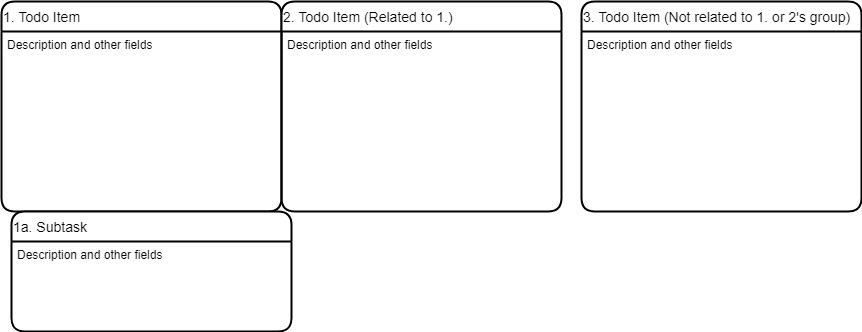 1. Todo Item
Description and other fields
2. Todo Item (Related to 1.)
Description and other fields
3. Todo Item (Not related to 1. or 2's group)
Description and other fields
1a. Subtask
Description and other fields